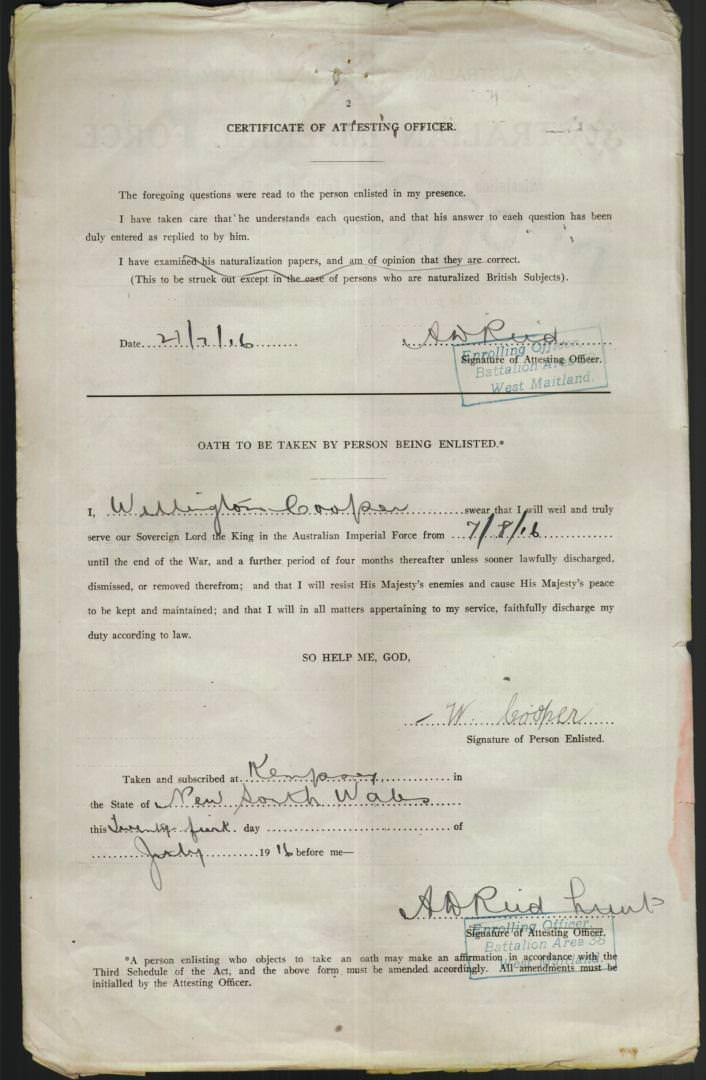 2
CERTIFICATE OF ATTESTING OFFICER.
The foregoing questions were read to the person enlisted in my presence.
I have taken care that he understands each question, and that his answer to each question has been
duly entered as replied to by him.
I have examined his naturalization papers, and am of opinion that they are correct.
(This to be struck out except in the case of persons who are naturalized British Subjects).
Date 21/7/16 A D Reid
Signature of Attesting Officer.
Enrolling Officer,
Battalion Area
West Maitland.
OATH TO BE TAKEN BY PERSON BEING ENLISTED.*
I, Wellington Cooper swear that I will well and truly
serve our Sovereign Lord the King in the Australian Imperial Force from 7/8/16
until the end of the War, and a further period of four months thereafter unless sooner lawfully discharged,
dismissed, or removed therefrom; and that I will resist His Majesty's enemies and cause His Majesty's peace
to be kept and maintained; and that I will in all matters appertaining to my service, faithfully discharge my
duty according to law.
SO HELP ME, GOD,
W. Cooper
Signature of Person Enlisted.
Taken and subscribed at Kempsey in
the State of New South Wales
this Twenty first day of
July 1916 before me—
A D Reid Lieut
Signature of Attesting Officer.
Enrolling Officer,
Battalion Area 36
West Maitland.
*A person enlisting who objects to take an oath may make an affirmation in accordance with the
Third Schedule of the Act, and the above form must be amended accordingly. All amendments must be
initialled by the Attesting Officer.